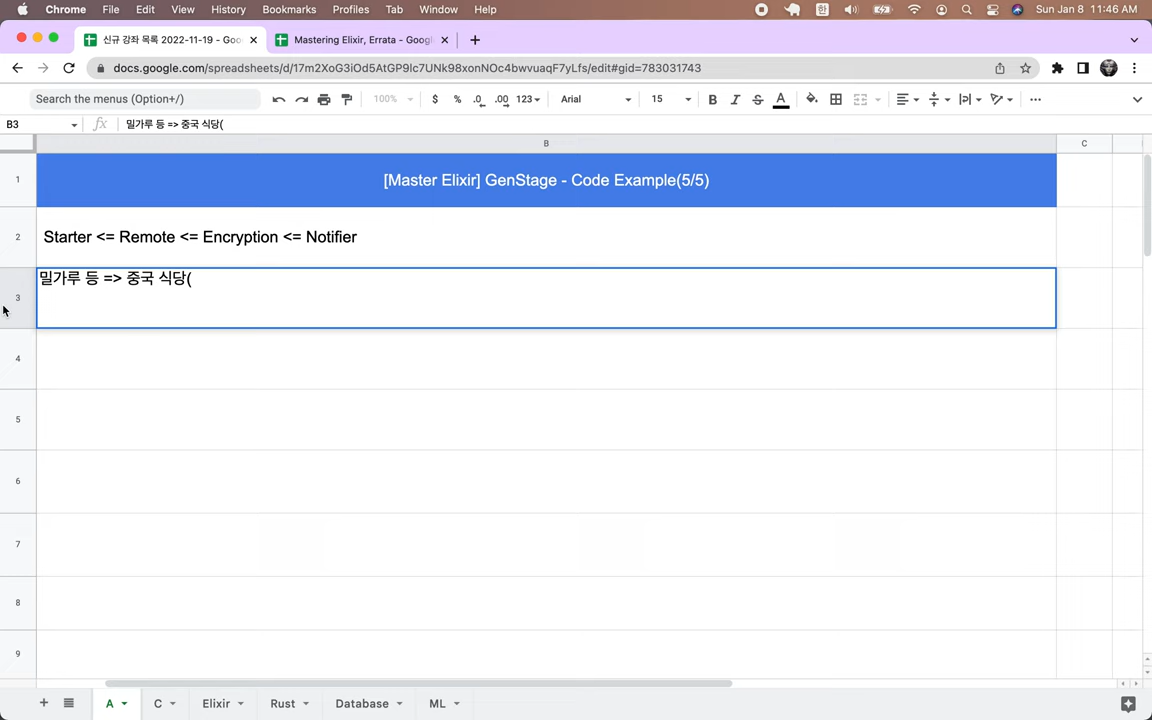 Chrome File Edit View History Bookmarks Profiles Tab Window Help 한 Sun Jan 8 11:46 AM
신규 강좌 목록 2022-11-19 - Goo
Mastering Elixir, Errata - Googl
docs.google.com/spreadsheets/d/17m2XoG3iOd5AtGP9lc7UNk98xonNOc4bwvuaqF7yLfs/edit#gid=783031743
Search the menus (Option+/) 100% $ % .0 .00 123 Arial 15 B I S A
B3 fx 밀가루 등 => 중국 식당(
B C
1 [Master Elixir] GenStage - Code Example(5/5)
2 Starter <= Remote <= Encryption <= Notifier
3 밀가루 등 => 중국 식당(
4
5
6
7
8
9
+ A C Elixir Rust Database ML